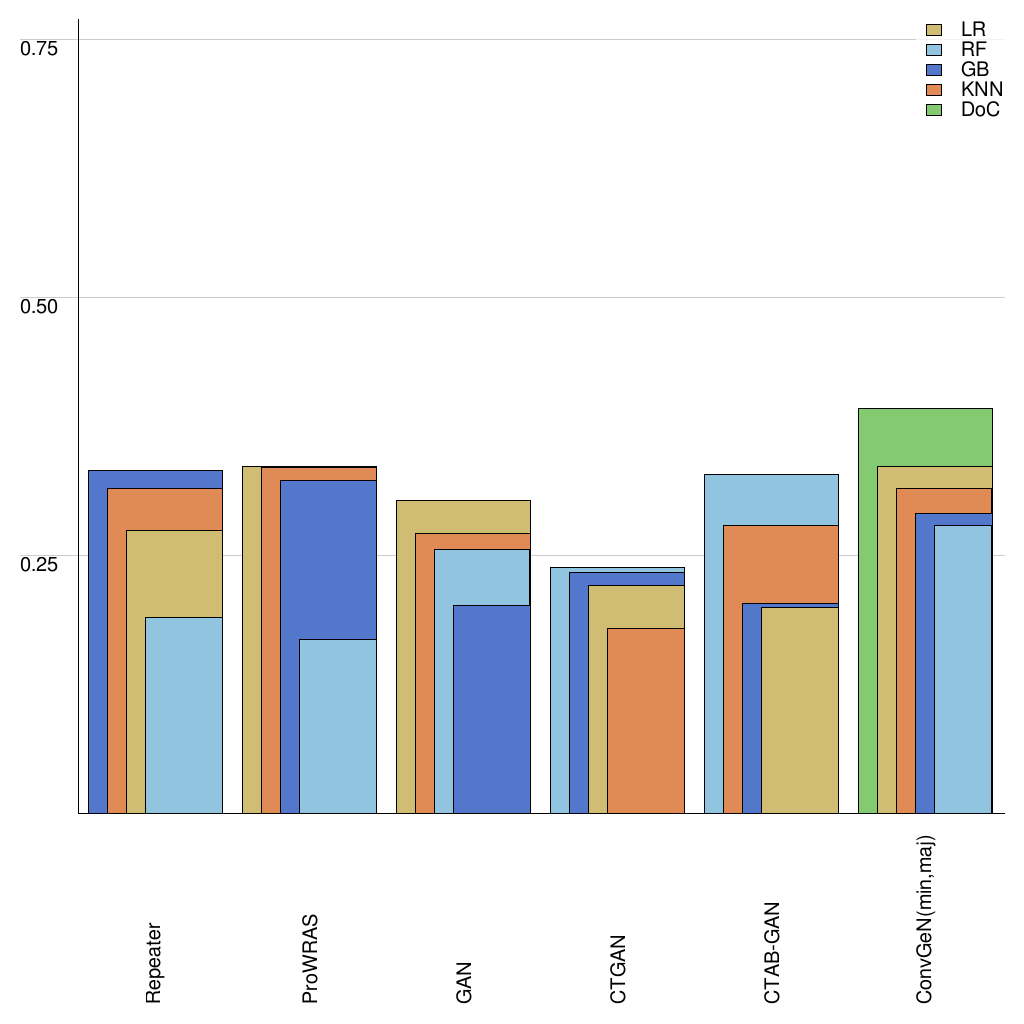 0.75
0.50
0.25
LR
RF
GB
KNN
DoC
Repeater
ProWRAS
GAN
CTGAN
CTAB-GAN
ConvGeN(min,maj)